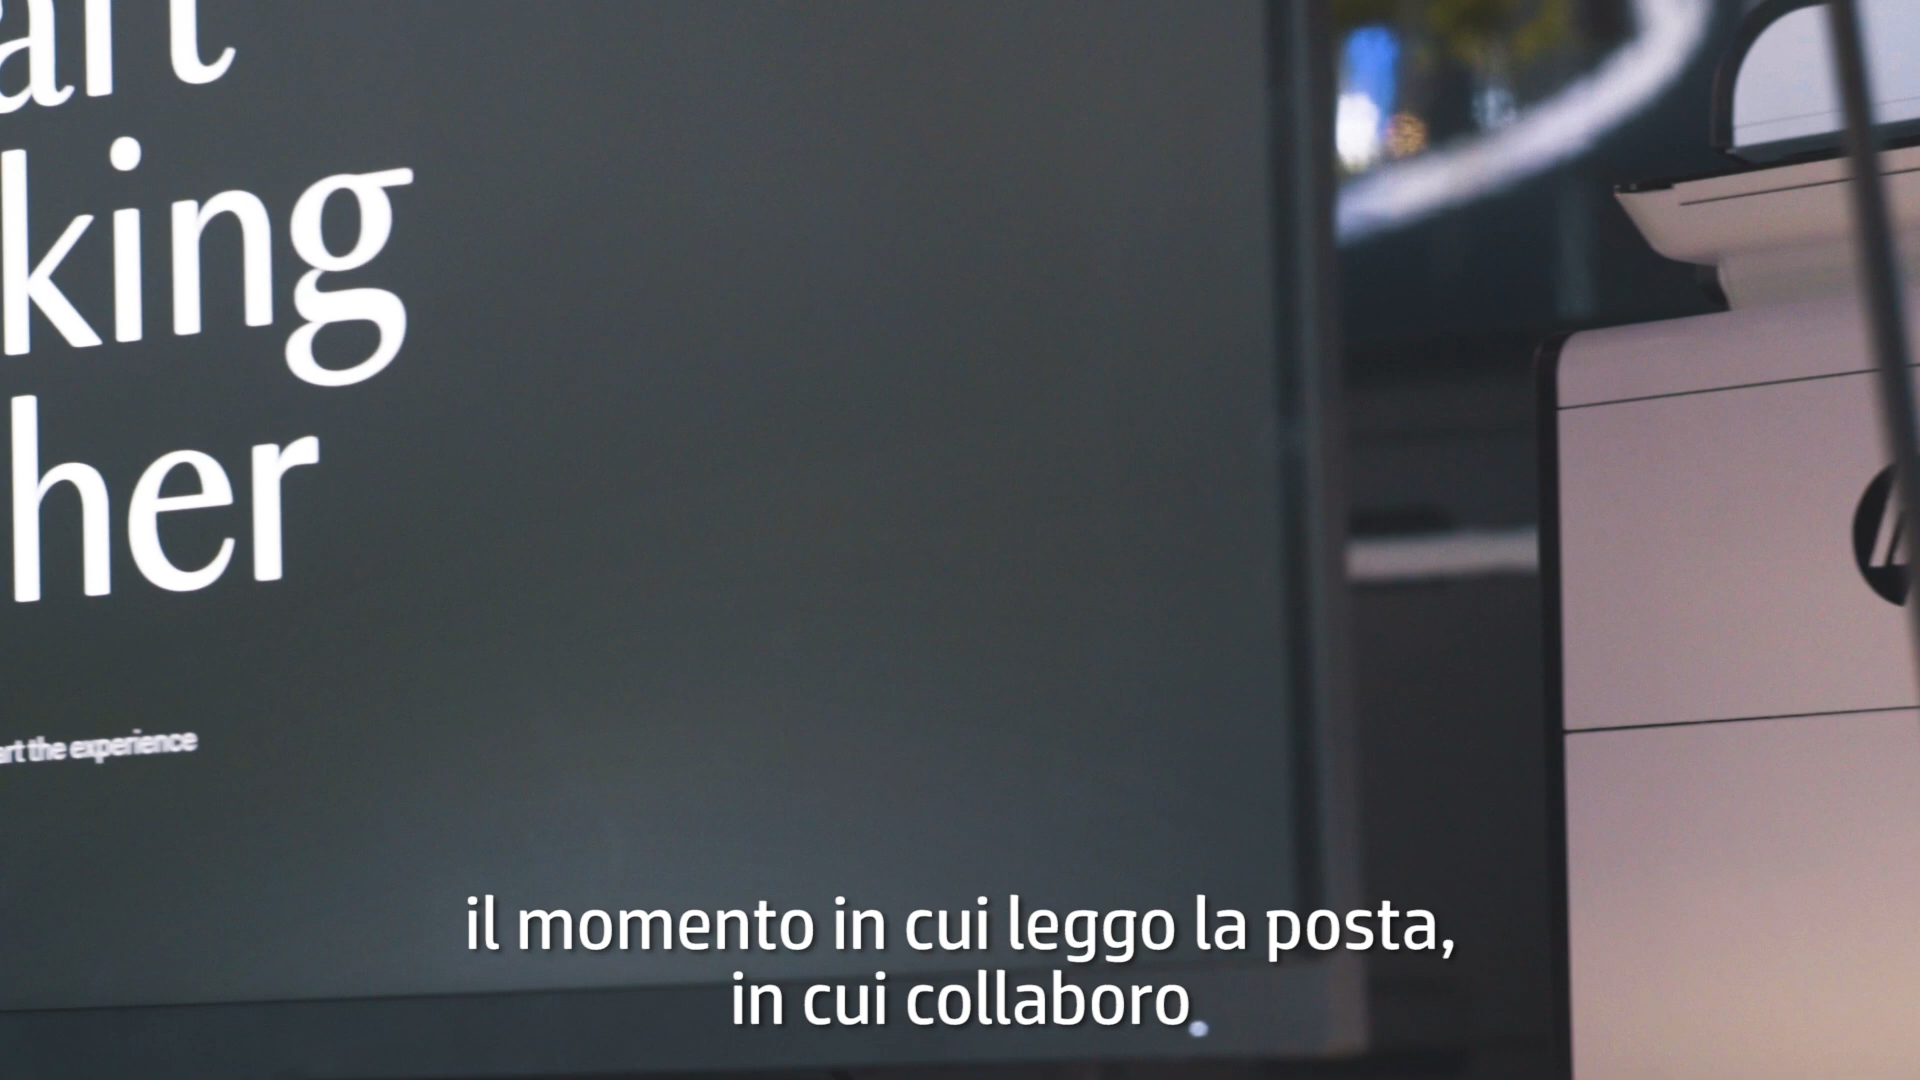 art
king
her
art the experience
il momento in cui leggo la posta,
in cui collaboro